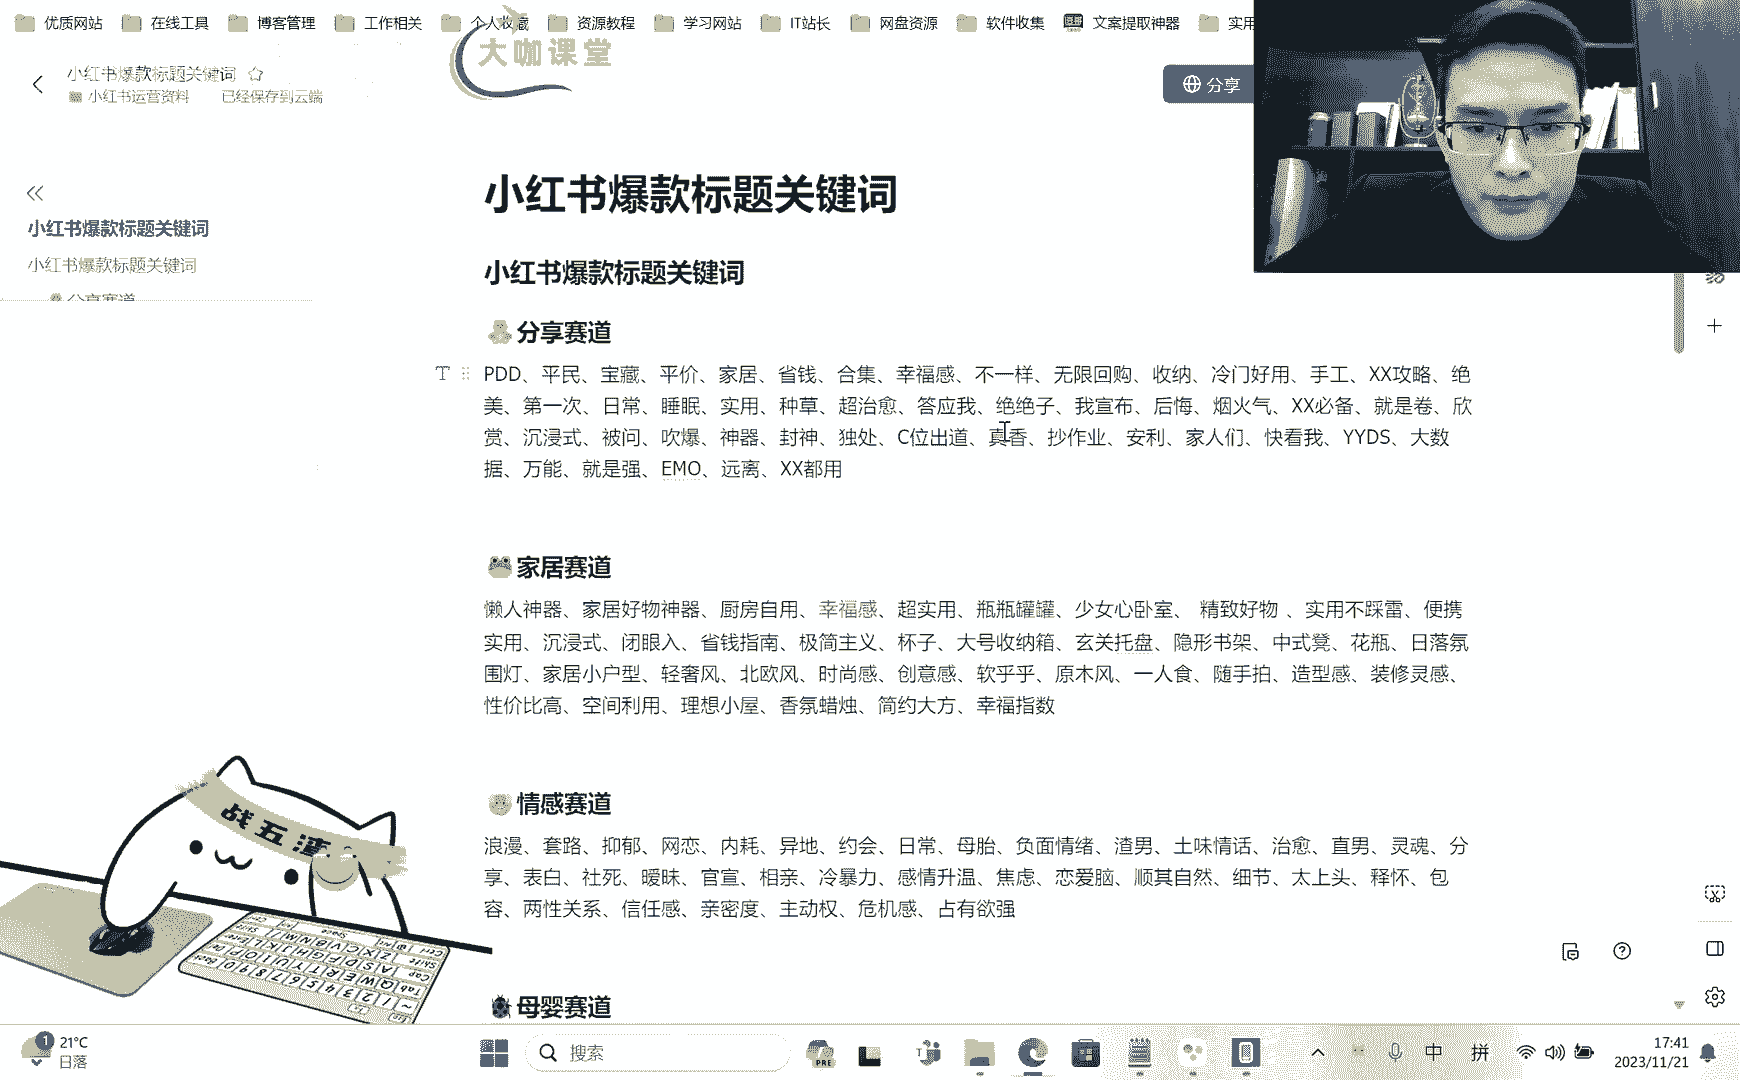 优质网站 在线工具 博客管理 工作相关 个人收藏 资源教程 学习网站 IT站长 网盘资源 软件收集 文案提取神器 实用
大咖课堂
小红书爆款标题关键词
小红书运营资料 已经保存到云端
分享
小红书爆款标题关键词
小红书爆款标题关键词
分享赛道
小红书爆款标题关键词
小红书爆款标题关键词
分享赛道
PDD、平民、宝藏、平价、家居、省钱、合集、幸福感、不一样、无限回购、收纳、冷门好用、手工、XX攻略、绝
美、第一次、日常、睡眠、实用、种草、超治愈、答应我、绝绝子、我宣布、后悔、烟火气、XX必备、就是卷、欣
赏、沉浸式、被问、吹爆、神器、封神、独处、C位出道、真香、抄作业、安利、家人们、快看我、YYDS、大数
据、万能、就是强、EMO、远离、XX都用
家居赛道
懒人神器、家居好物神器、厨房自用、幸福感、超实用、瓶瓶罐罐、少女心卧室、 精致好物 、实用不踩雷、便携
实用、沉浸式、闭眼入、省钱指南、极简主义、杯子、大号收纳箱、玄关托盘、隐形书架、中式凳、花瓶、日落氛
围灯、家居小户型、轻奢风、北欧风、时尚感、创意感、软乎乎、原木风、一人食、随手拍、造型感、装修灵感、
性价比高、空间利用、理想小屋、香氛蜡烛、简约大方、幸福指数
情感赛道
浪漫、套路、抑郁、网恋、内耗、异地、约会、日常、母胎、负面情绪、渣男、土味情话、治愈、直男、灵魂、分
享、表白、社死、暧昧、官宣、相亲、冷暴力、感情升温、焦虑、恋爱脑、顺其自然、细节、太上头、释怀、包
容、两性关系、信任感、亲密度、主动权、危机感、占有欲强
母婴赛道
战五渣
1
21°C
日落
搜索
PRE
中 拼
17:41
2023/11/21